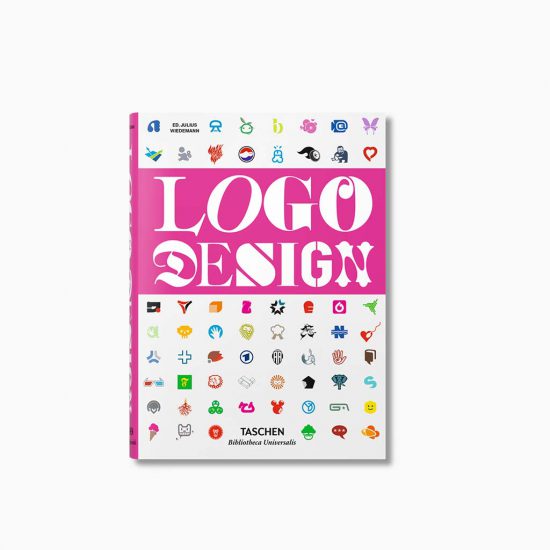 ED. JULIUS
WIEDEMANN
LOGO
DESIGN
TASCHEN
Bibliotheca Universalis